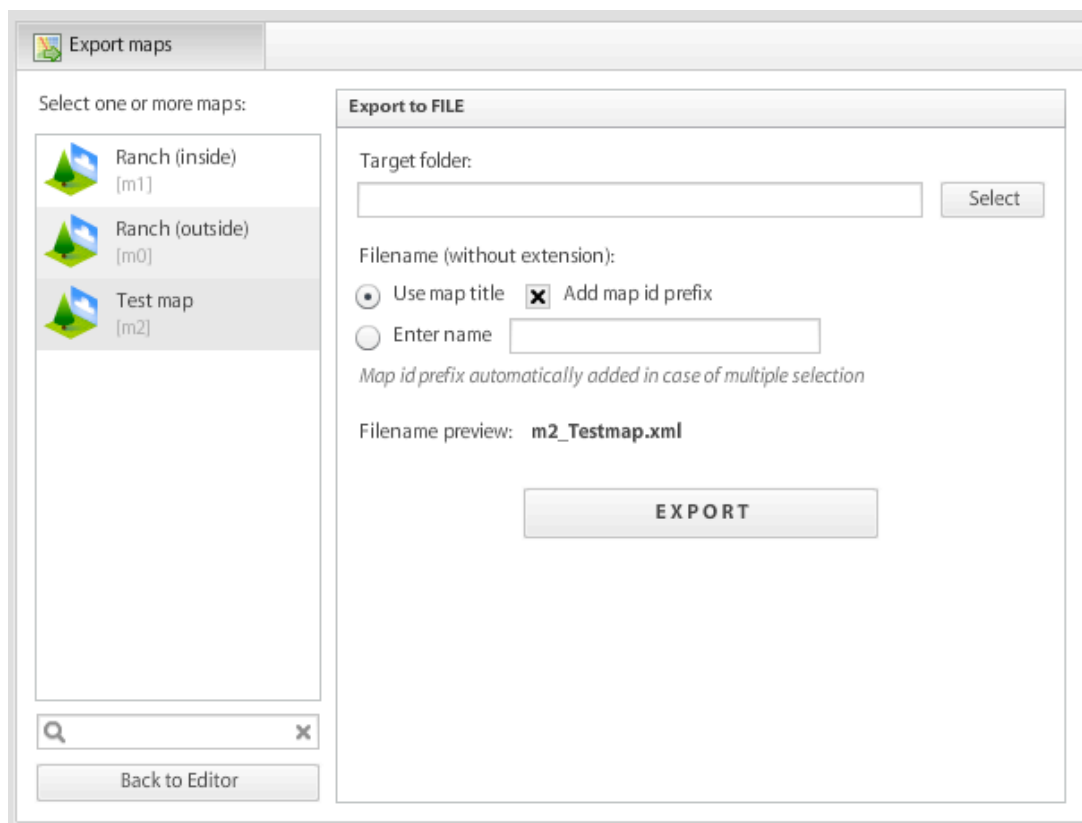 Export maps
Select one or more maps:
Ranch (inside)
[m1]
Ranch (outside)
[m0]
Test map
[m2]
Back to Editor
Export to FILE
Target folder:
Select
Filename (without extension):
Use map title Add map id prefix
Enter name
Map id prefix automatically added in case of multiple selection
Filename preview: m2_Testmap.xml
EXPORT